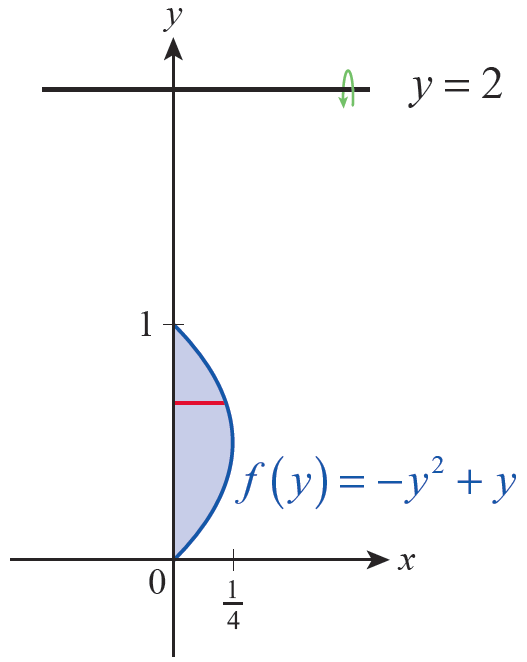 y
y = 2
1
f(y) = −y² + y
x
0
1/4